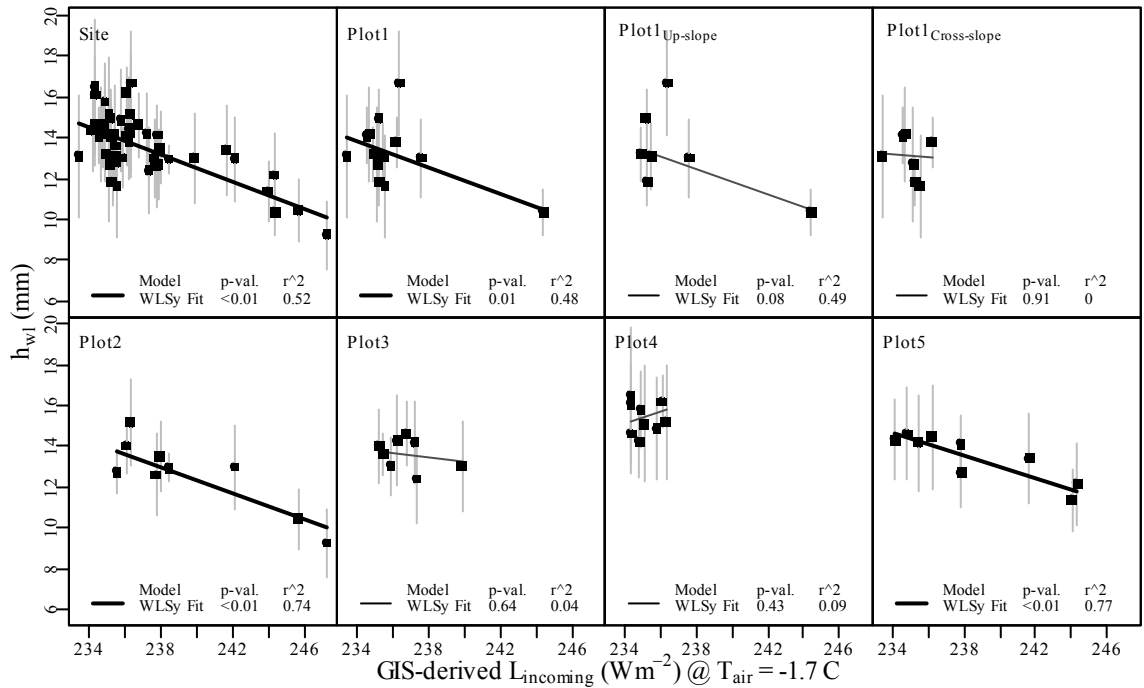 Site
Plot1
Plot1Up-slope
Plot1Cross-slope
20
18
16
14
12
10
8
6
Model p-val. r^2
WLSy Fit <0.01 0.52
Model p-val. r^2
WLSy Fit 0.01 0.48
Model p-val. r^2
WLSy Fit 0.08 0.49
Model p-val. r^2
WLSy Fit 0.91 0
hwl (mm)
Plot2
Plot3
Plot4
Plot5
20
18
16
14
12
10
8
6
Model p-val. r^2
WLSy Fit <0.01 0.74
Model p-val. r^2
WLSy Fit 0.64 0.04
Model p-val. r^2
WLSy Fit 0.43 0.09
Model p-val. r^2
WLSy Fit <0.01 0.77
234 238 242 246 234 238 242 246 234 238 242 246 234 238 242 246
GIS-derived Lincoming (Wm−2) @ Tair = -1.7 C